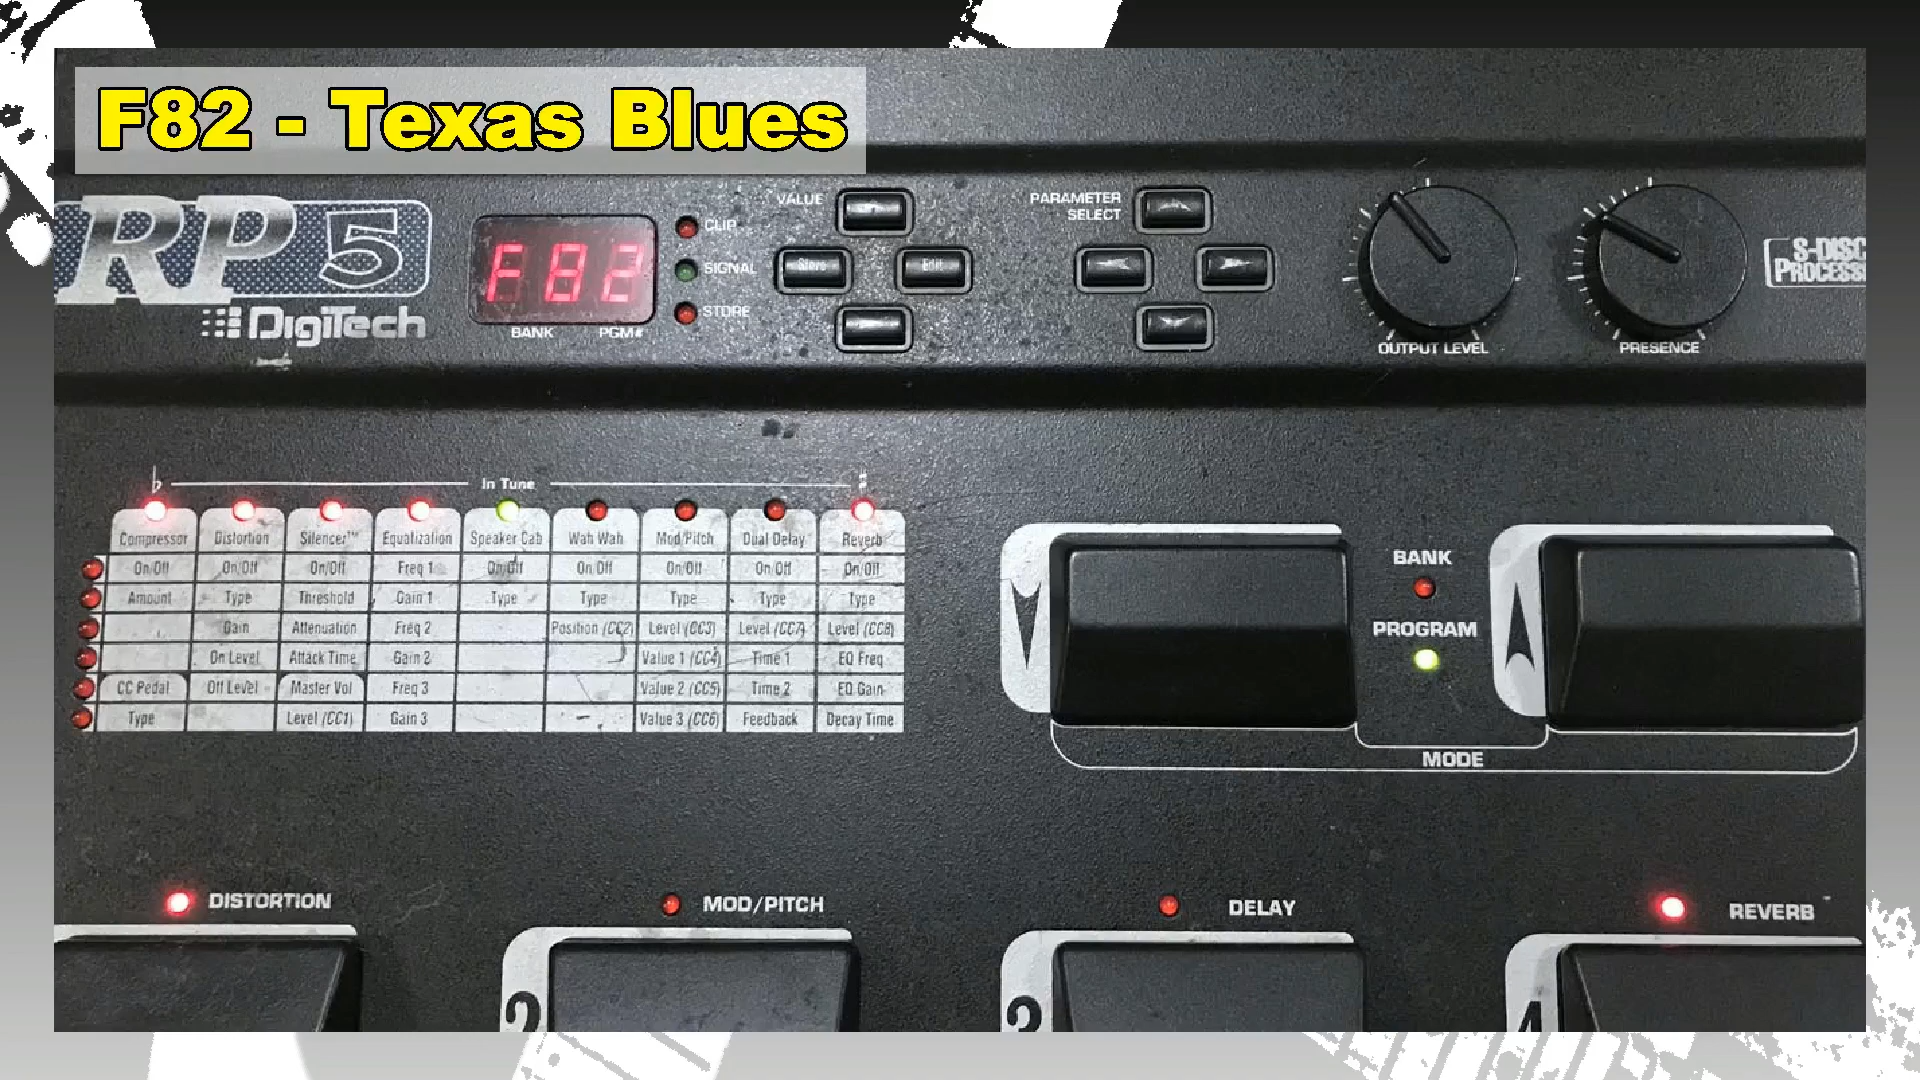 F82 - Texas Blues
RP 5
DigiTech
F82
BANK PGM#
CLIP
SIGNAL
STORE
VALUE
Store Edit
PARAMETER
SELECT
OUTPUT LEVEL
PRESENCE
S-DISC
PROCESS
♭ In Tune ♯
Compressor Distortion Silencer™ Equalization Speaker Cab Wah Wah Mod/Pitch Dual Delay Reverb
On/Off On/Off On/Off Freq 1 On/Off On/Off On/Off On/Off On/Off
Amount Type Threshold Gain 1 Type Type Type Type Type
Gain Attenuation Freq 2 Position (CC2) Level (CC3) Level (CC7) Level (CC8)
On Level Attack Time Gain 2 Value 1 (CC4) Time 1 EQ Freq
CC Pedal Off Level Master Vol Freq 3 Value 2 (CC5) Time 2 EQ Gain
Type Level (CC1) Gain 3 Value 3 (CC6) Feedback Decay Time
BANK
PROGRAM
MODE
DISTORTION
MOD/PITCH
DELAY
REVERB
2 3 4